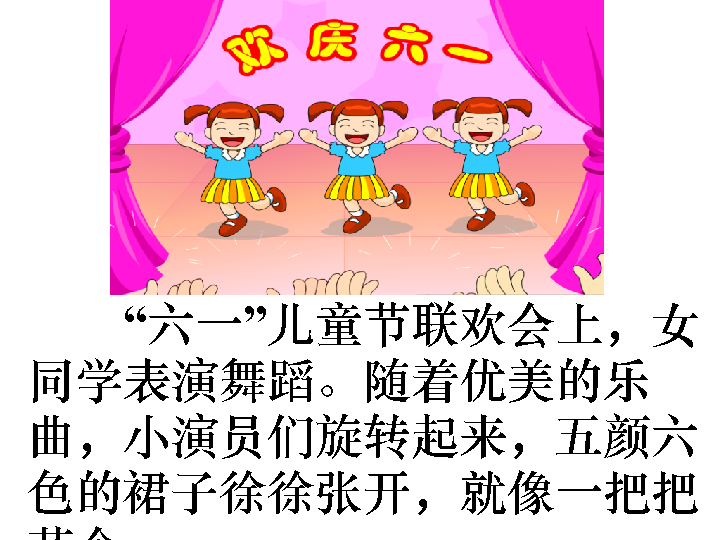 欢庆六一
“六一”儿童节联欢会上，女
同学表演舞蹈。随着优美的乐
曲，小演员们旋转起来，五颜六
色的裙子徐徐张开，就像一把把